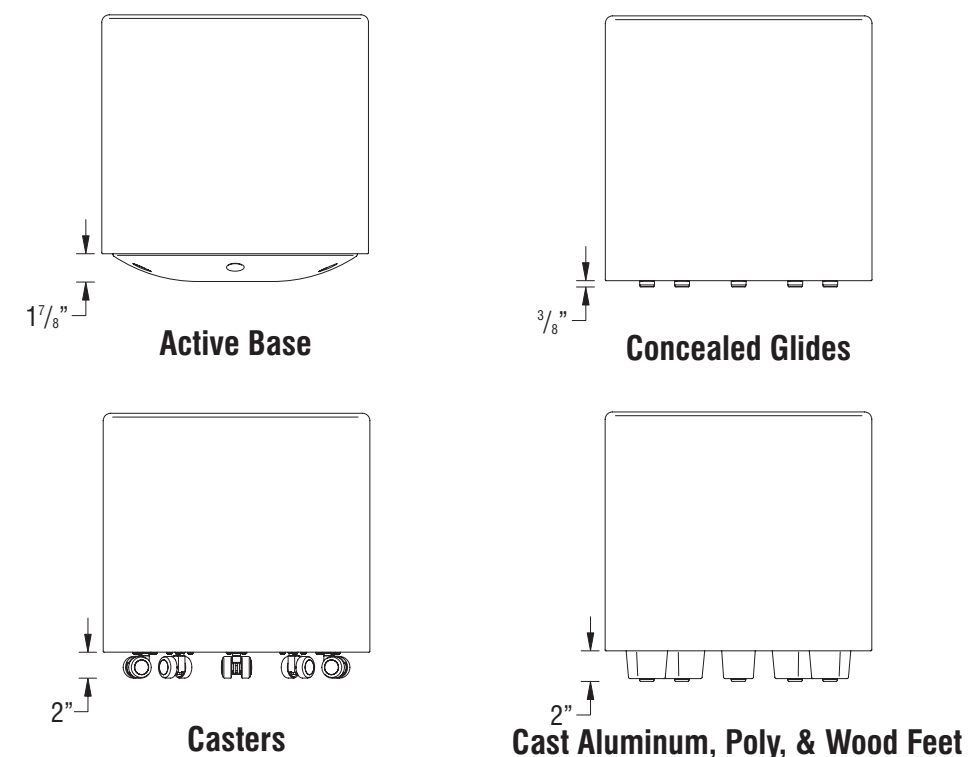 1⅞”
Active Base
⅜”
Concealed Glides
2”
Casters
2”
Cast Aluminum, Poly, & Wood Feet